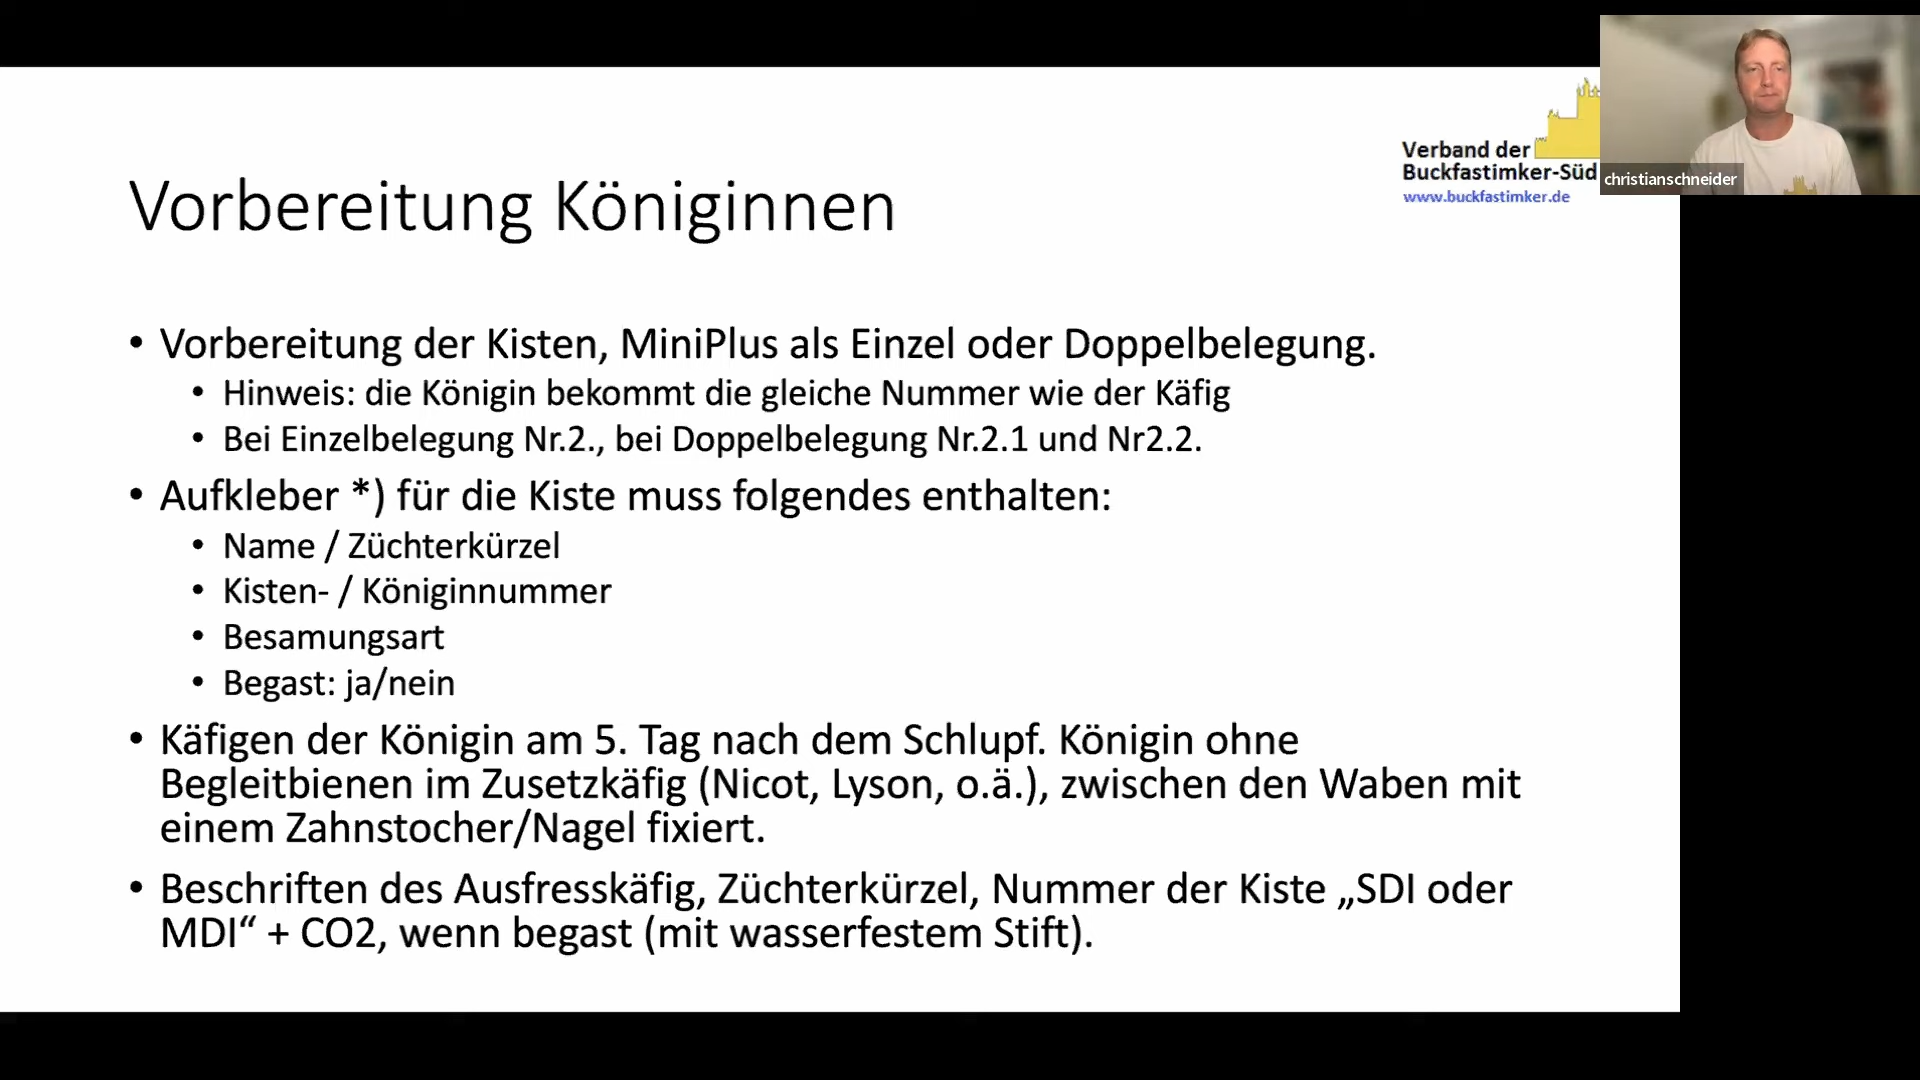 Verband der
Buckfastimker-Süd
www.buckfastimker.de
christianschneider
Vorbereitung Königinnen
• Vorbereitung der Kisten, MiniPlus als Einzel oder Doppelbelegung.
• Hinweis: die Königin bekommt die gleiche Nummer wie der Käfig
• Bei Einzelbelegung Nr.2., bei Doppelbelegung Nr.2.1 und Nr2.2.
• Aufkleber *) für die Kiste muss folgendes enthalten:
• Name / Züchterkürzel
• Kisten- / Königinnummer
• Besamungsart
• Begast: ja/nein
• Käfigen der Königin am 5. Tag nach dem Schlupf. Königin ohne
Begleitbienen im Zusetzkäfig (Nicot, Lyson, o.ä.), zwischen den Waben mit
einem Zahnstocher/Nagel fixiert.
• Beschriften des Ausfresskäfig, Züchterkürzel, Nummer der Kiste „SDI oder
MDI“ + CO2, wenn begast (mit wasserfestem Stift).